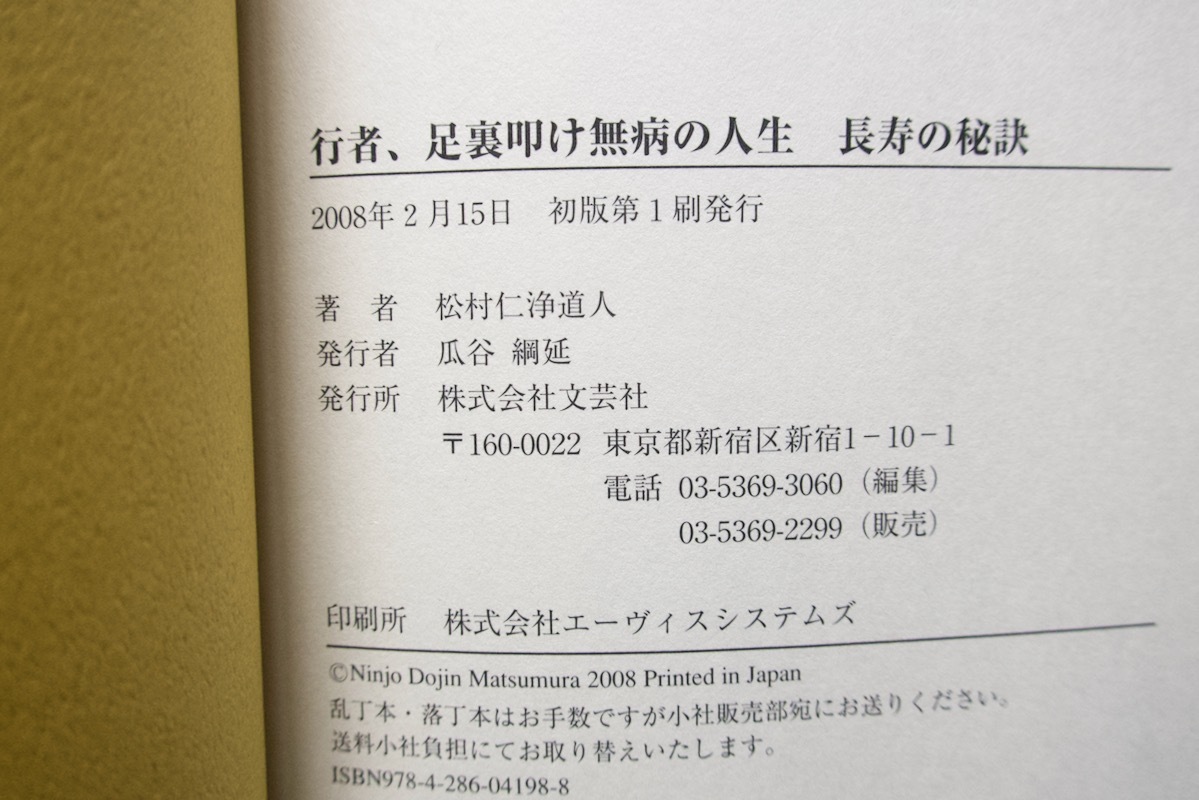 行者、足裏叩け無病の人生　長寿の秘訣
2008年2月15日　初版第1刷発行
著　者　松村仁浄道人
発行者　瓜谷 綱延
発行所　株式会社文芸社
〒160-0022　東京都新宿区新宿1−10−1
電話　03-5369-3060（編集）
03-5369-2299（販売）
印刷所　株式会社エーヴィスシステムズ
©Ninjo Dojin Matsumura 2008 Printed in Japan
乱丁本・落丁本はお手数ですが小社販売部宛にお送りください。
送料小社負担にてお取り替えいたします。
ISBN978-4-286-04198-8